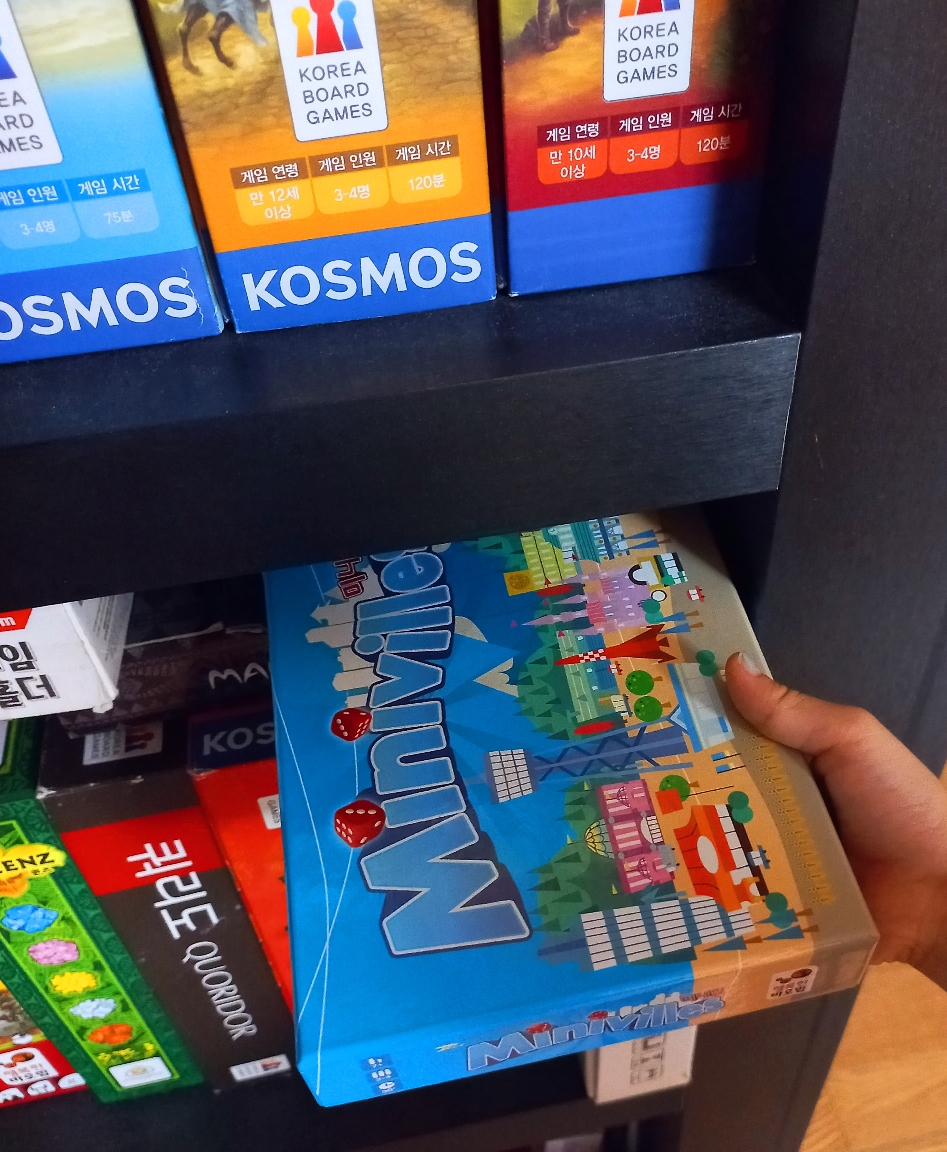 KOREA
BOARD
GAMES
게임 인원
게임 시간
3-4명
75분
KOREA
BOARD
GAMES
게임 연령
게임 인원
게임 시간
만 12세
이상
3-4명
120분
KOSMOS
KOREA
BOARD
GAMES
게임 연령
게임 인원
게임 시간
만 10세
이상
3-4명
120분
홀더
MA
KOS
퀴리도
QUORIDOR
Minivilles
Minivilles